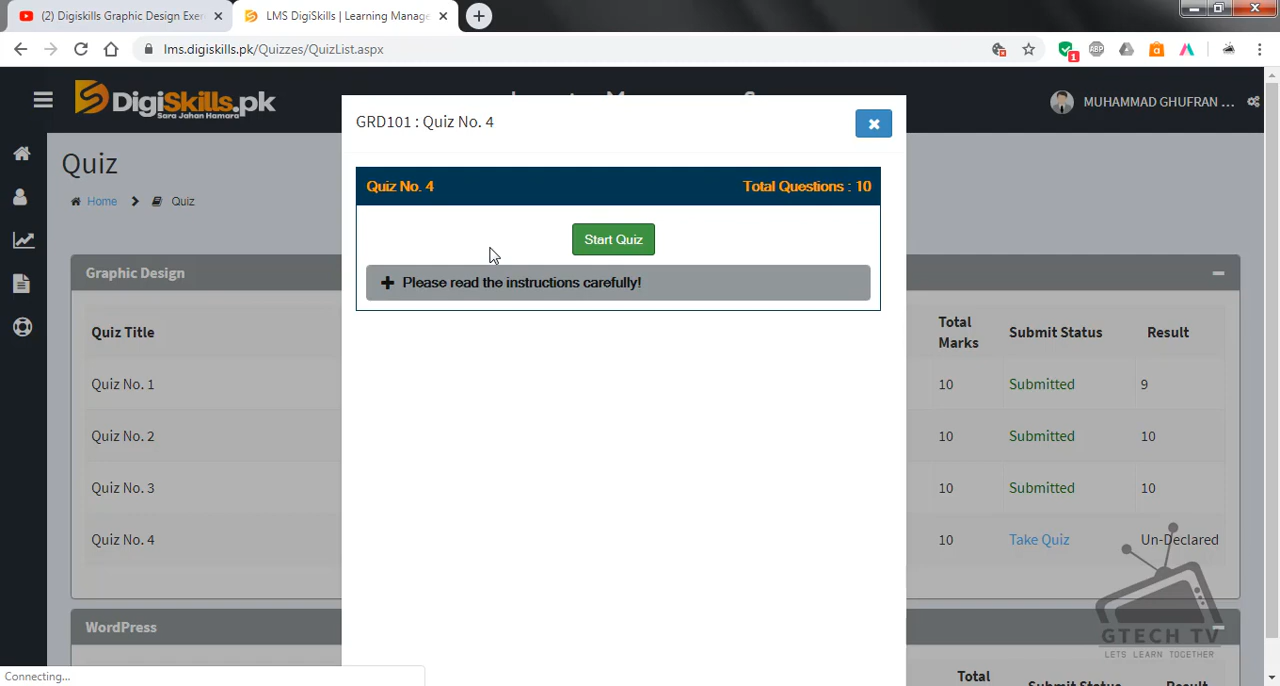 (2) Digiskills Graphic Design Exer
LMS DigiSkills | Learning Manage
lms.digiskills.pk/Quizzes/QuizList.aspx
1
ABP
DigiSkills.pk
Sara Jahan Hamara
MUHAMMAD GHUFRAN ...
GRD101 : Quiz No. 4
Quiz
Home
Quiz
Quiz No. 4
Total Questions : 10
Start Quiz
Please read the instructions carefully!
Graphic Design
Quiz Title
Total Marks
Submit Status
Result
Quiz No. 1
10
Submitted
9
Quiz No. 2
10
Submitted
10
Quiz No. 3
10
Submitted
10
Quiz No. 4
10
Take Quiz
Un-Declared
WordPress
GTECH TV
LETS LEARN TOGETHER
Connecting...
Total